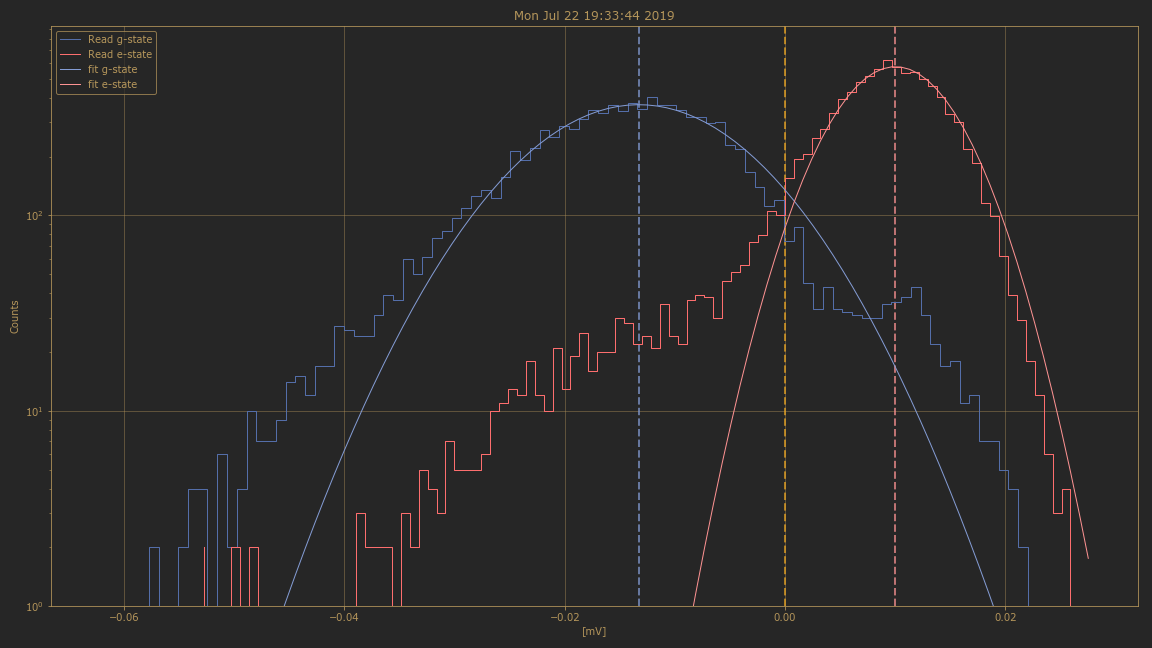 Mon Jul 22 19:33:44 2019
Read g-state
Read e-state
fit g-state
fit e-state
Counts
10²
10¹
10⁰
−0.06
−0.04
−0.02
0.00
0.02
[mV]